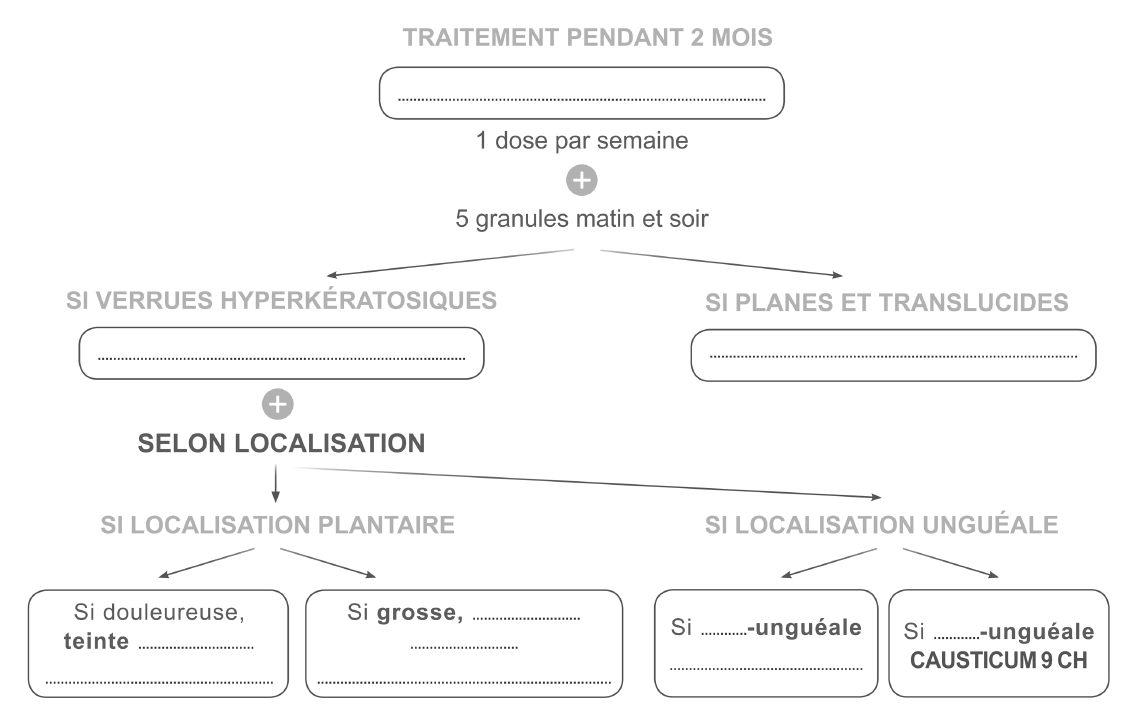 TRAITEMENT PENDANT 2 MOIS
................................................................................
1 dose par semaine
+
5 granules matin et soir
SI VERRUES HYPERKÉRATOSIQUES
SI PLANES ET TRANSLUCIDES
................................................................................
................................................................................
+
SELON LOCALISATION
SI LOCALISATION PLANTAIRE
SI LOCALISATION UNGUÉALE
Si douleureuse,
teinte .........................
..................................................
Si grosse, ........................
........................
................................................................
Si ..........-unguéale
..........................................
Si ..........-unguéale
CAUSTICUM 9 CH